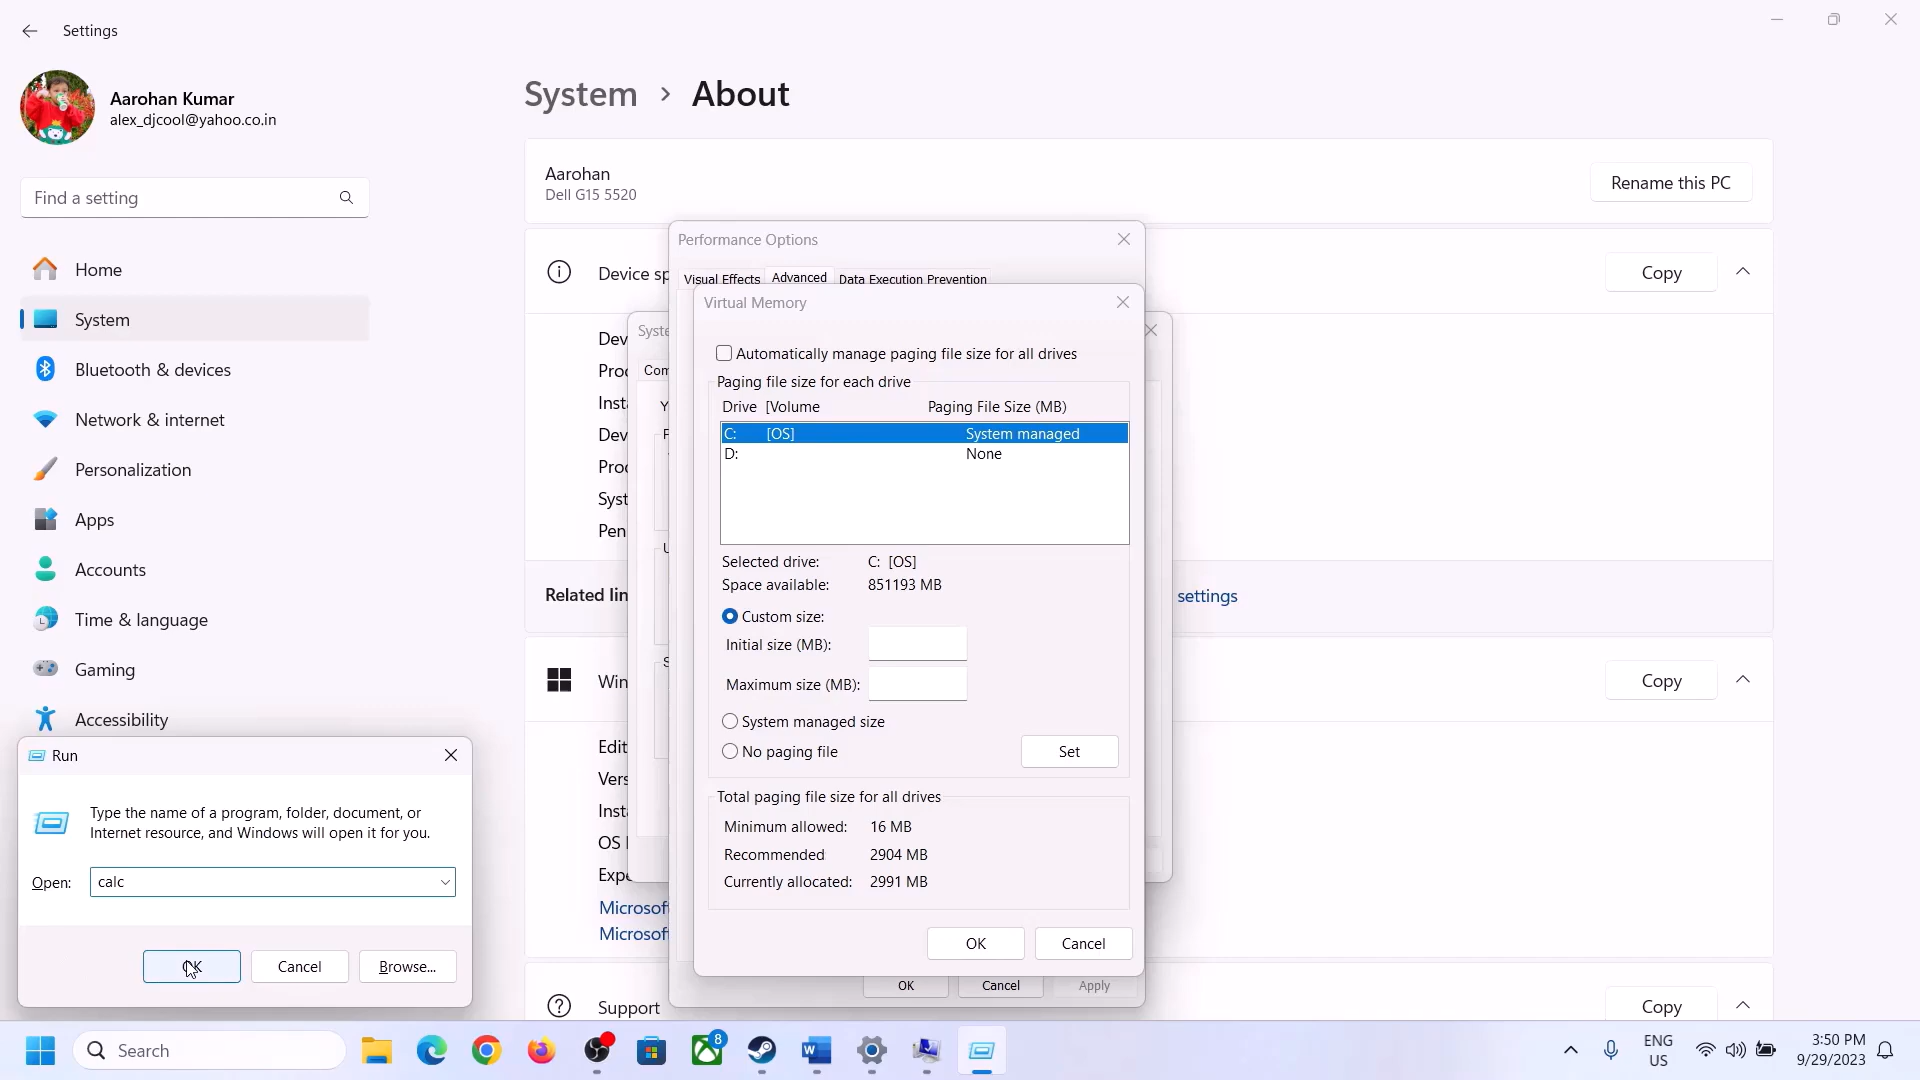 Settings
Aarohan Kumar
alex_djcool@yahoo.co.in
Find a setting
Home
System
Bluetooth & devices
Network & internet
Personalization
Apps
Accounts
Time & language
Gaming
Accessibility
System > About
Aarohan
Dell G15 5520
Rename this PC
Device sp
Copy
Dev
Proc
Insta
Dev
Proc
Syst
Pen
Related lin
settings
Win
Copy
Edit
Vers
Insta
OS
Expe
Microsof
Microsof
Support
Copy
Syste
Com
Performance Options
Visual Effects
Advanced
Data Execution Prevention
OK
Cancel
Apply
Virtual Memory
Automatically manage paging file size for all drives
Paging file size for each drive
Drive [Volume Paging File Size (MB)
C: [OS] System managed
D: None
Selected drive: C: [OS]
Space available: 851193 MB
Custom size:
Initial size (MB):
Maximum size (MB):
System managed size
No paging file
Set
Total paging file size for all drives
Minimum allowed: 16 MB
Recommended 2904 MB
Currently allocated: 2991 MB
OK
Cancel
Run
Type the name of a program, folder, document, or
Internet resource, and Windows will open it for you.
Open: calc
OK
Cancel
Browse...
Search
8
ENG
US
3:50 PM
9/29/2023